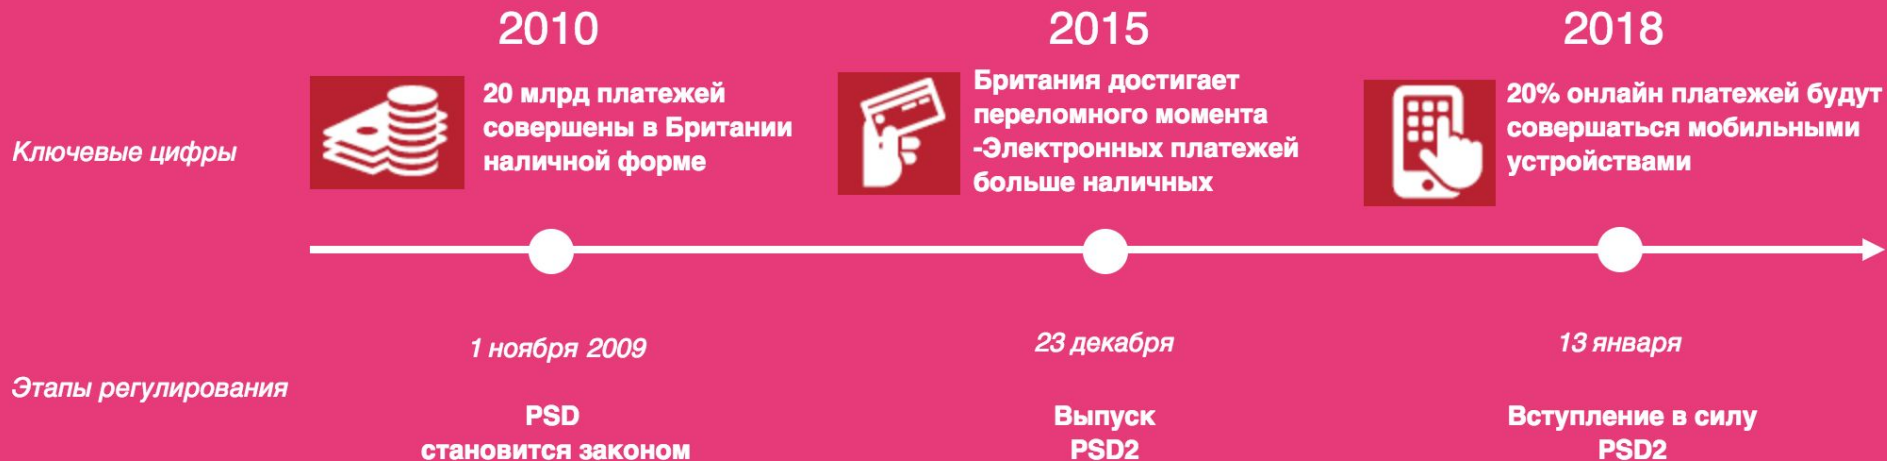 2010
2015
2018
Ключевые цифры
20 млрд платежей
совершены в Британии
наличной форме
Британия достигает
переломного момента
-Электронных платежей
больше наличных
20% онлайн платежей будут
совершаться мобильными
устройствами
Этапы регулирования
1 ноября 2009
PSD
становится законом
23 декабря
Выпуск
PSD2
13 января
Вступление в силу
PSD2